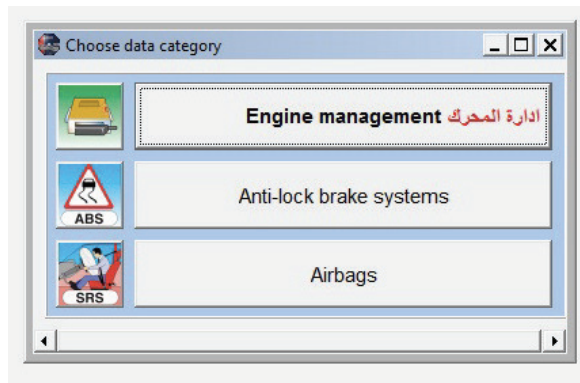 Choose data category
Engine management ادارة المحرك
ABS
Anti-lock brake systems
SRS
Airbags